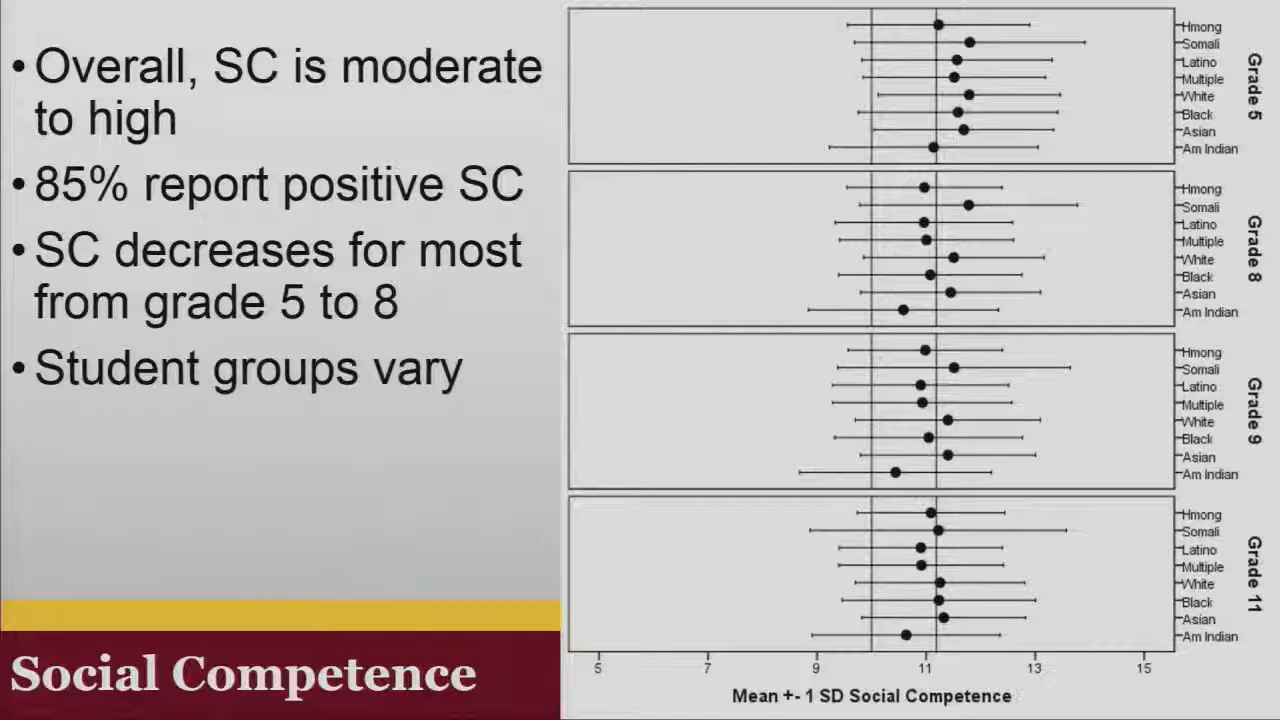 • Overall, SC is moderate
to high
• 85% report positive SC
• SC decreases for most
from grade 5 to 8
• Student groups vary
Social Competence
Hmong
Somali
Latino
Multiple
White
Black
Asian
Am Indian
Grade 5
Hmong
Somali
Latino
Multiple
White
Black
Asian
Am Indian
Grade 8
Hmong
Somali
Latino
Multiple
White
Black
Asian
Am Indian
Grade 9
Hmong
Somali
Latino
Multiple
White
Black
Asian
Am Indian
Grade 11
5 7 9 11 13 15
Mean +- 1 SD Social Competence